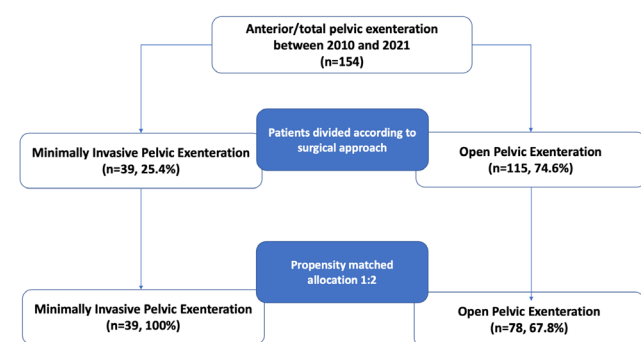 Anterior/total pelvic exenteration
between 2010 and 2021
(n=154)
Patients divided according to
surgical approach
Minimally Invasive Pelvic Exenteration
(n=39, 25.4%)
Open Pelvic Exenteration
(n=115, 74.6%)
Propensity matched
allocation 1:2
Minimally Invasive Pelvic Exenteration
(n=39, 100%)
Open Pelvic Exenteration
(n=78, 67.8%)